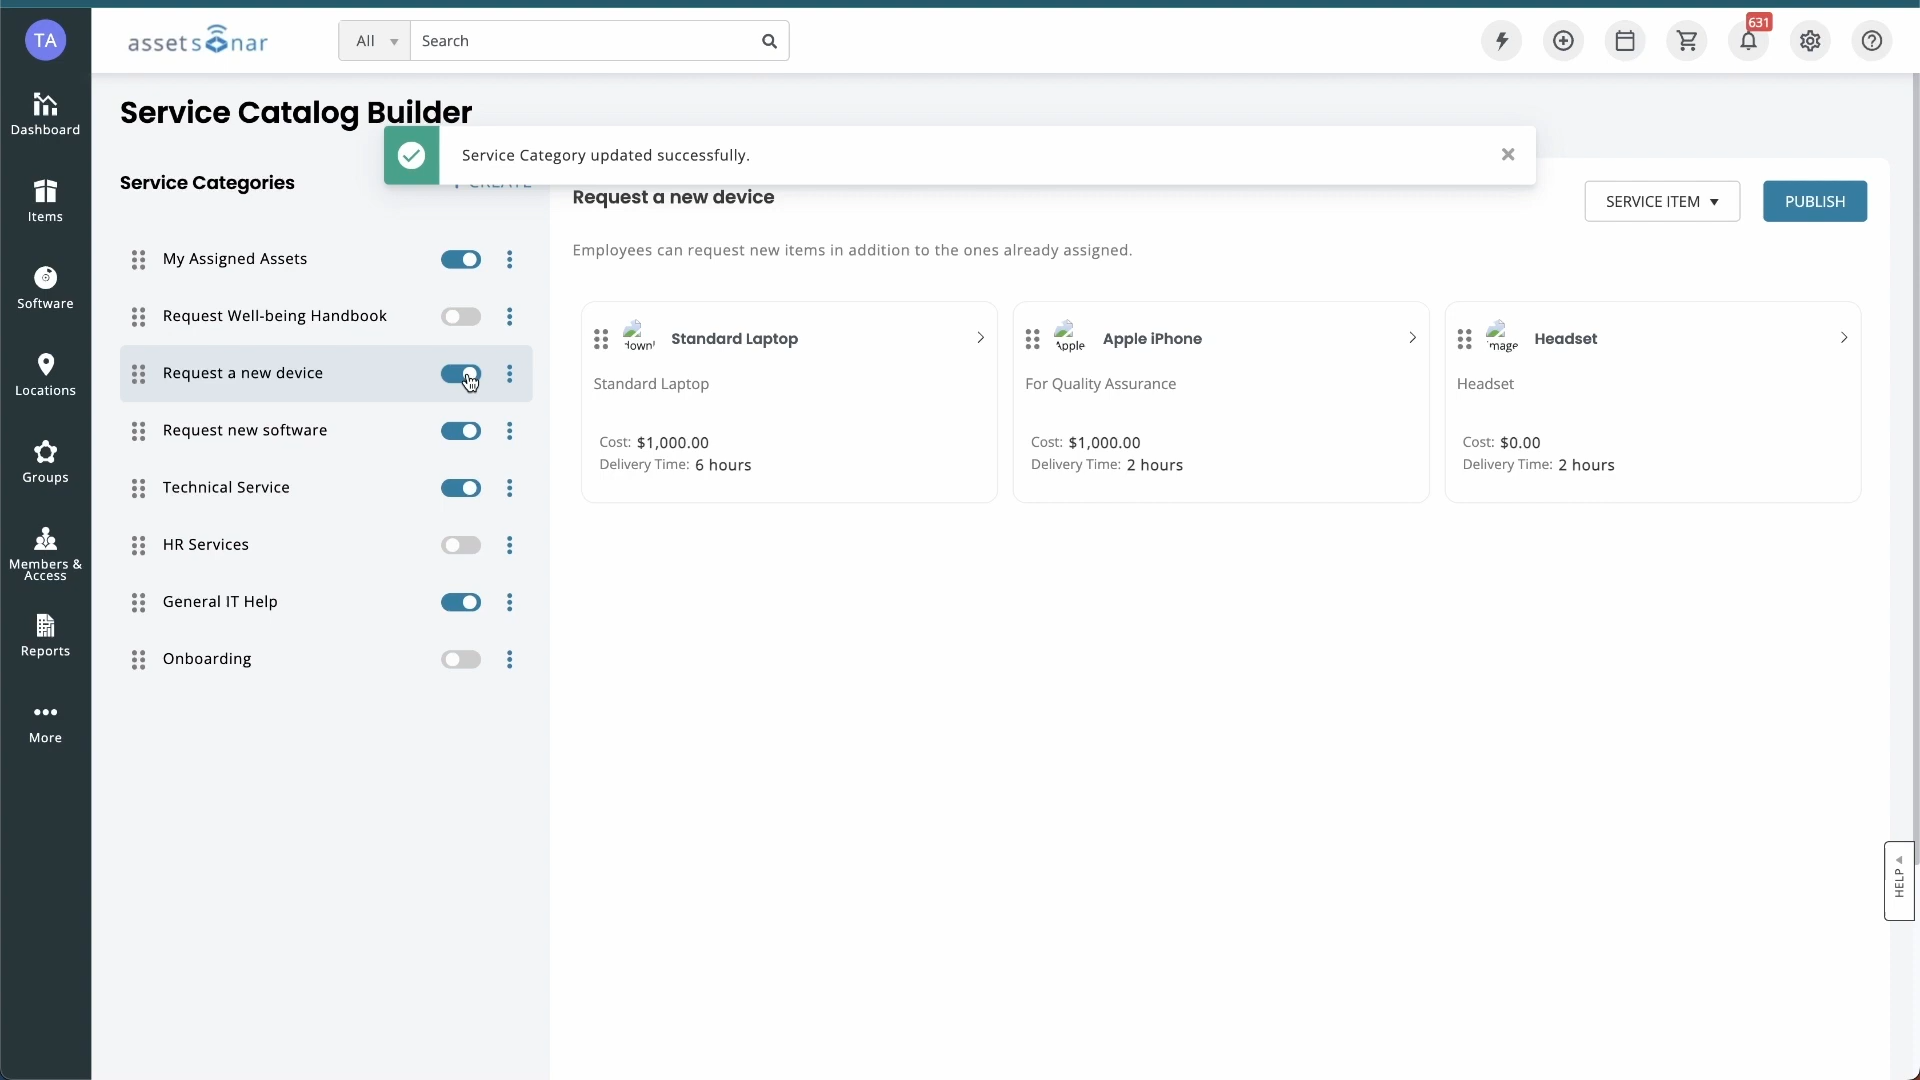 TA
assetsonar
All
Search
631
Dashboard
Items
Software
Locations
Groups
Members &
Access
Reports
More
Service Catalog Builder
Service Category updated successfully.
Service Categories
+ CREATE
My Assigned Assets
Request Well-being Handbook
Request a new device
Request new software
Technical Service
HR Services
General IT Help
Onboarding
Request a new device
SERVICE ITEM
PUBLISH
Employees can request new items in addition to the ones already assigned.
downl
Standard Laptop
Standard Laptop
Cost: $1,000.00
Delivery Time: 6 hours
Apple
Apple iPhone
For Quality Assurance
Cost: $1,000.00
Delivery Time: 2 hours
image
Headset
Headset
Cost: $0.00
Delivery Time: 2 hours
HELP